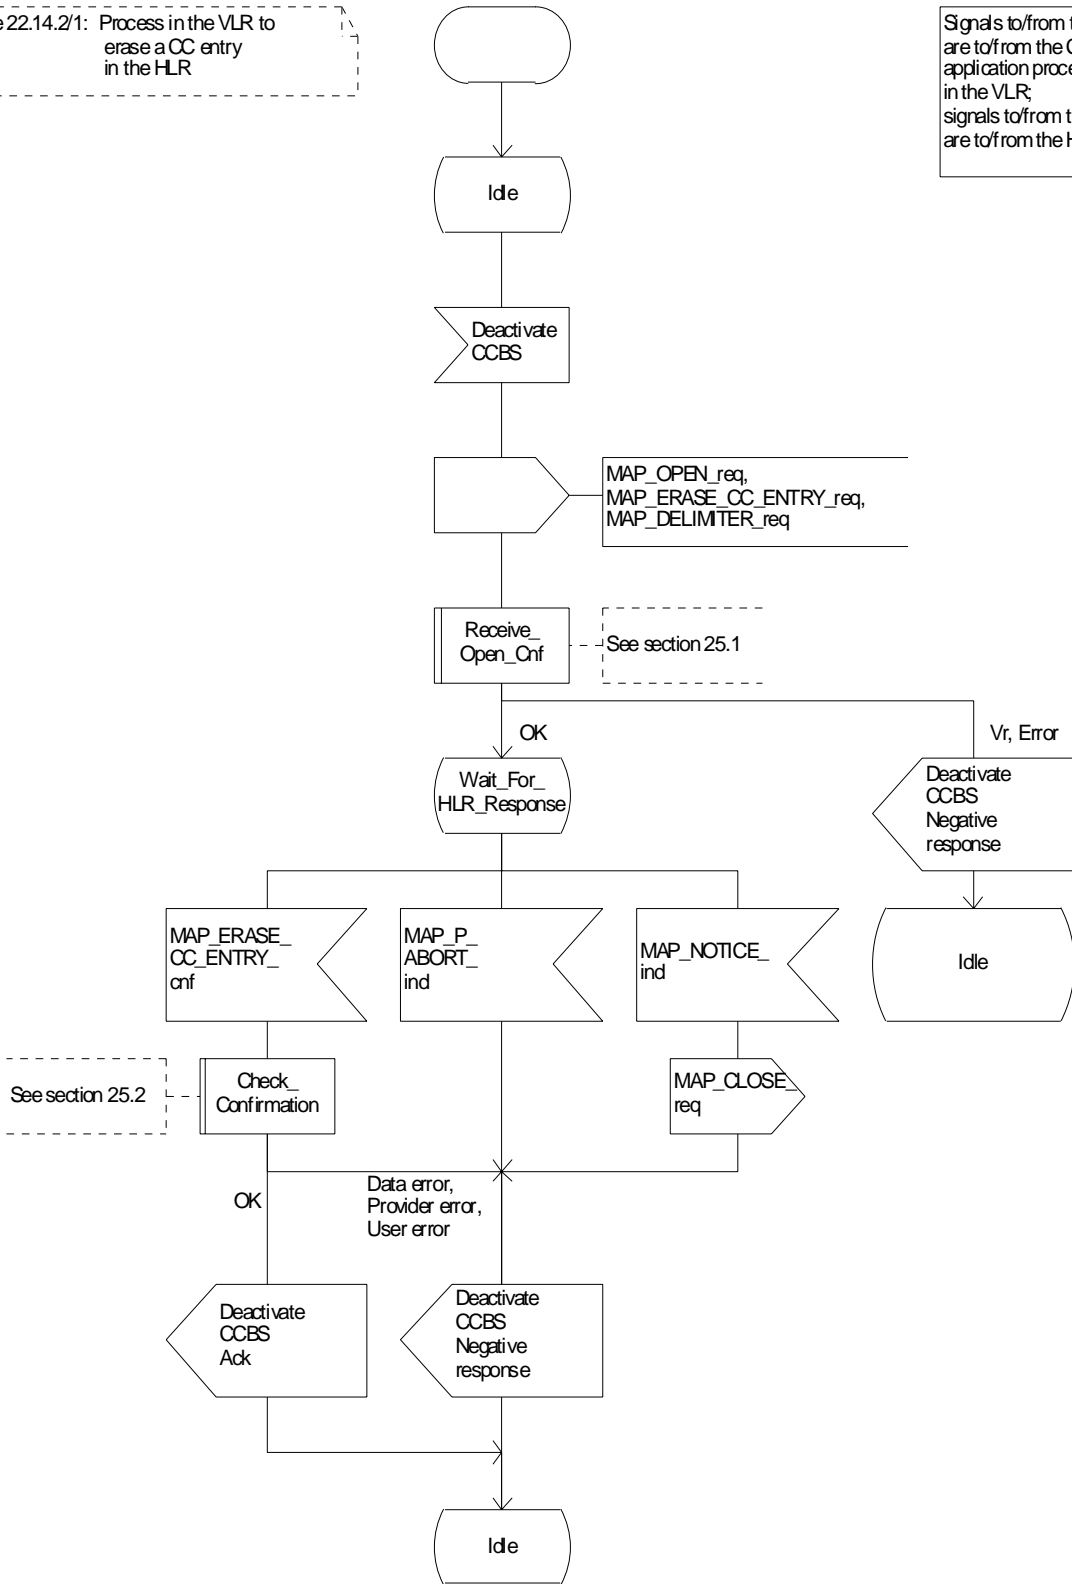 22.14.2/1: Process in the VLR to
erase a CC entry
in the HLR
Signals to/from
are to/from the
application
in the VLR;
signals to/from
are to/from the
Idle
Deactivate
CCBS
MAP_OPEN_req,
MAP_ERASE_CC_ENTRY_req,
MAP_DELIMITER_req
Receive_
Open_Cnf
See section 25.1
OK
Vr, Error
Wait_For_
HLR_Response
Deactivate
CCBS
Negative
response
MAP_ERASE_
CC_ENTRY_
cnf
MAP_P_
ABORT_
ind
MAP_NOTICE_
ind
Idle
See section 25.2
Check_
Confirmation
MAP_CLOSE_
req
OK
Data error,
Provider error,
User error
Deactivate
CCBS
Ack
Deactivate
CCBS
Negative
response
Idle